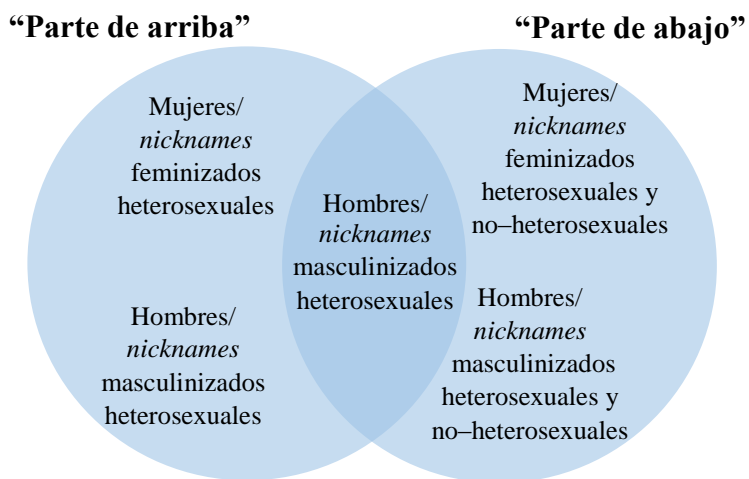 “Parte de arriba”
“Parte de abajo”
Mujeres/
nicknames
feminizados
heterosexuales
Hombres/
nicknames
masculinizados
heterosexuales
Hombres/
nicknames
masculinizados
heterosexuales
Mujeres/
nicknames
feminizados
heterosexuales y
no–heterosexuales
Hombres/
nicknames
masculinizados
heterosexuales y
no–heterosexuales